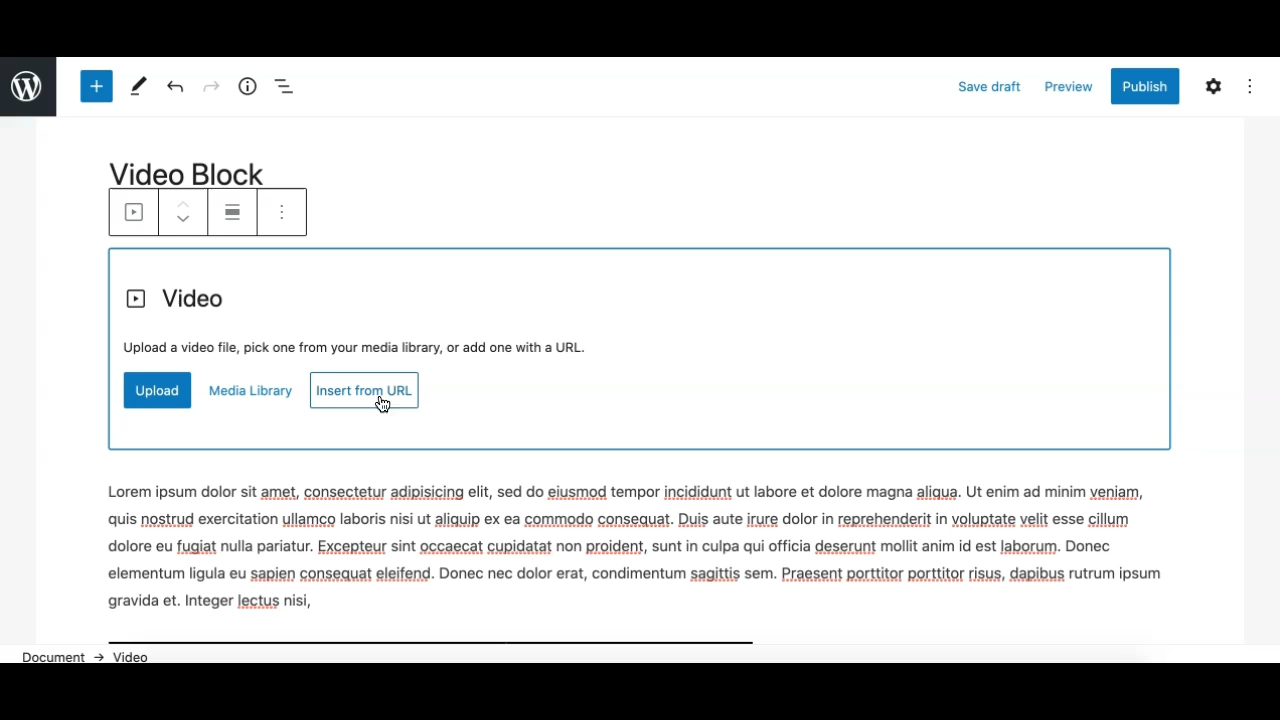 Save draft Preview Publish
Video Block
Video
Upload a video file, pick one from your media library, or add one with a URL.
Upload Media Library Insert from URL
Lorem ipsum dolor sit amet, consectetur adipisicing elit, sed do eiusmod tempor incididunt ut labore et dolore magna aliqua. Ut enim ad minim veniam,
quis nostrud exercitation ullamco laboris nisi ut aliquip ex ea commodo consequat. Duis aute irure dolor in reprehenderit in voluptate velit esse cillum
dolore eu fugiat nulla pariatur. Excepteur sint occaecat cupidatat non proident, sunt in culpa qui officia deserunt mollit anim id est laborum. Donec
elementum ligula eu sapien consequat eleifend. Donec nec dolor erat, condimentum sagittis sem. Praesent porttitor porttitor risus, dapibus rutrum ipsum
gravida et. Integer lectus nisi,
Document → Video